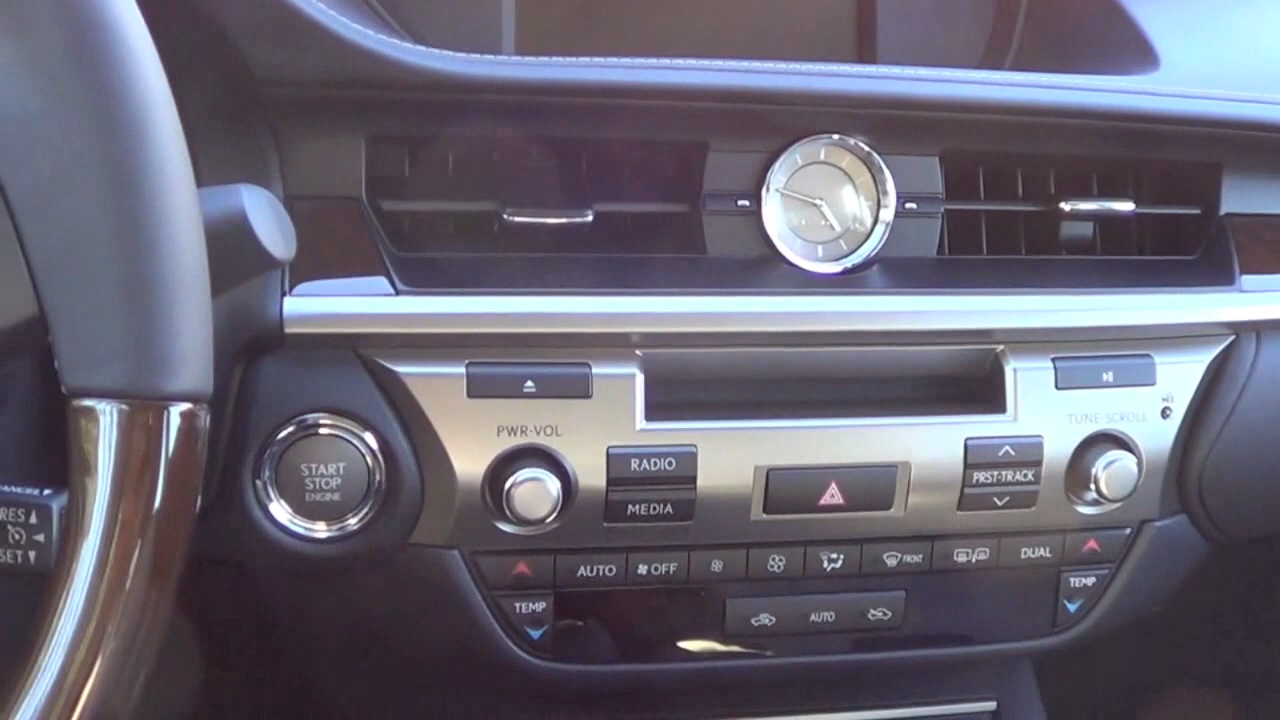 PWR-VOL
TUNE-SCROLL
START
STOP
ENGINE
RADIO
MEDIA
PRST-TRACK
RES
SET
AUTO
OFF
FRONT
DUAL
TEMP
TEMP
AUTO